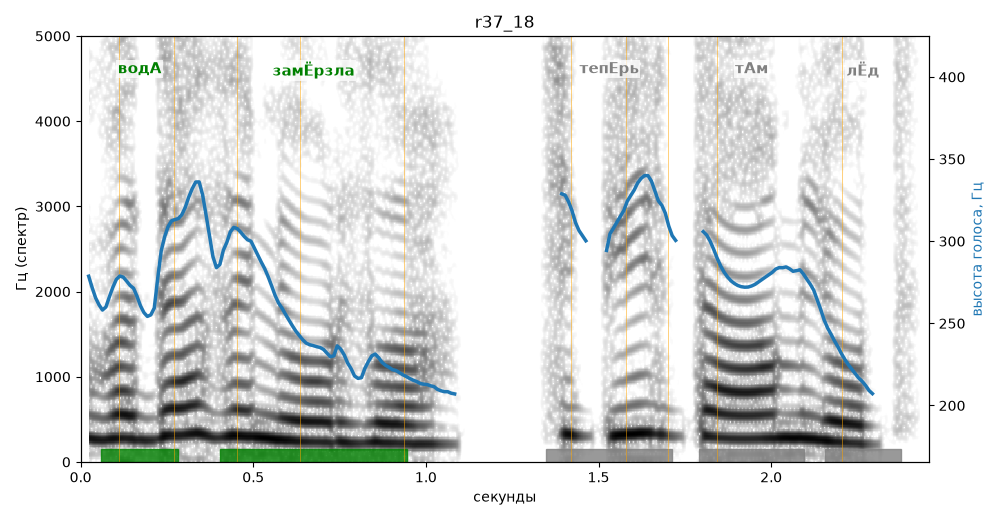 r37_18
водА замЁрзла тепЕрь тАм лЁд
5000
4000
3000
2000
1000
0
Гц (спектр)
400
350
300
250
200
высота голоса, Гц
0.0 0.5 1.0 1.5 2.0
секунды